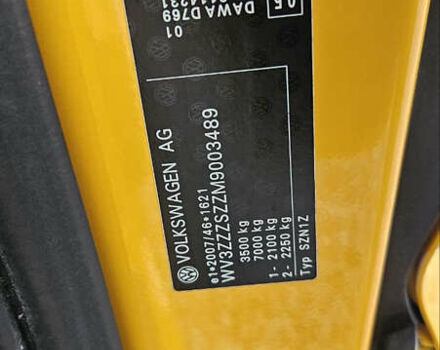 VOLKSWAGEN AG
e1*2007/46*1621
WV3ZZZSZZM9003489
3500 kg
7000 kg
1- 2100 kg
2- 2250 kg
Typ SZN1Z
01
DAWA D769
05